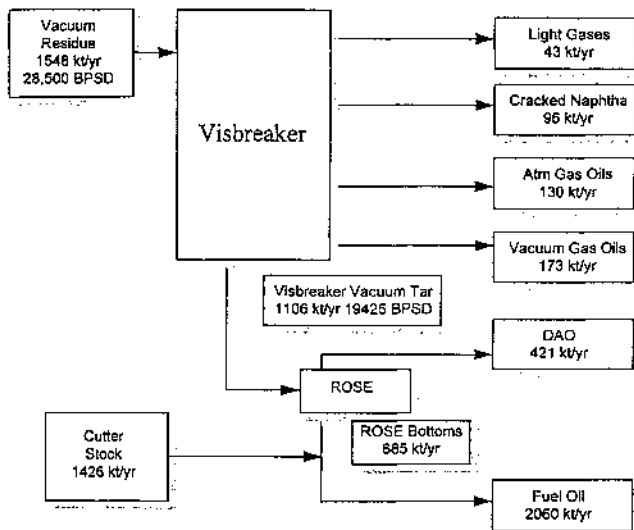 Vacuum
Residue
1548 kt/yr
28,500 BPSD
Visbreaker
Light Gases
43 kt/yr
Cracked Naphtha
95 kt/yr
Atm Gas Oils
130 kt/yr
Vacuum Gas Oils
173 kt/yr
Visbreaker Vacuum Tar
1106 kt/yr 19425 BPSD
DAO
421 kt/yr
ROSE
ROSE Bottoms
685 kt/yr
Cutter
Stock
1426 kt/yr
Fuel Oil
2060 kt/yr